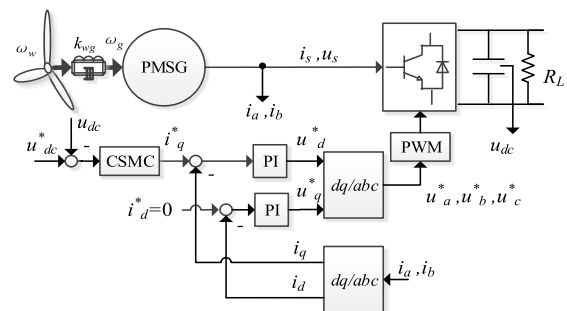 ω_w
k_wg
ω_g
PMSG
i_s ,u_s
i_a ,i_b
R_L
u_dc
PWM
u_dc
u*_dc
-
CSMC
i*_q
-
PI
u*_d
dq/abc
u*_a ,u*_b ,u*_c
i*_d=0
-
PI
u*_q
i_q
i_d
dq/abc
i_a ,i_b